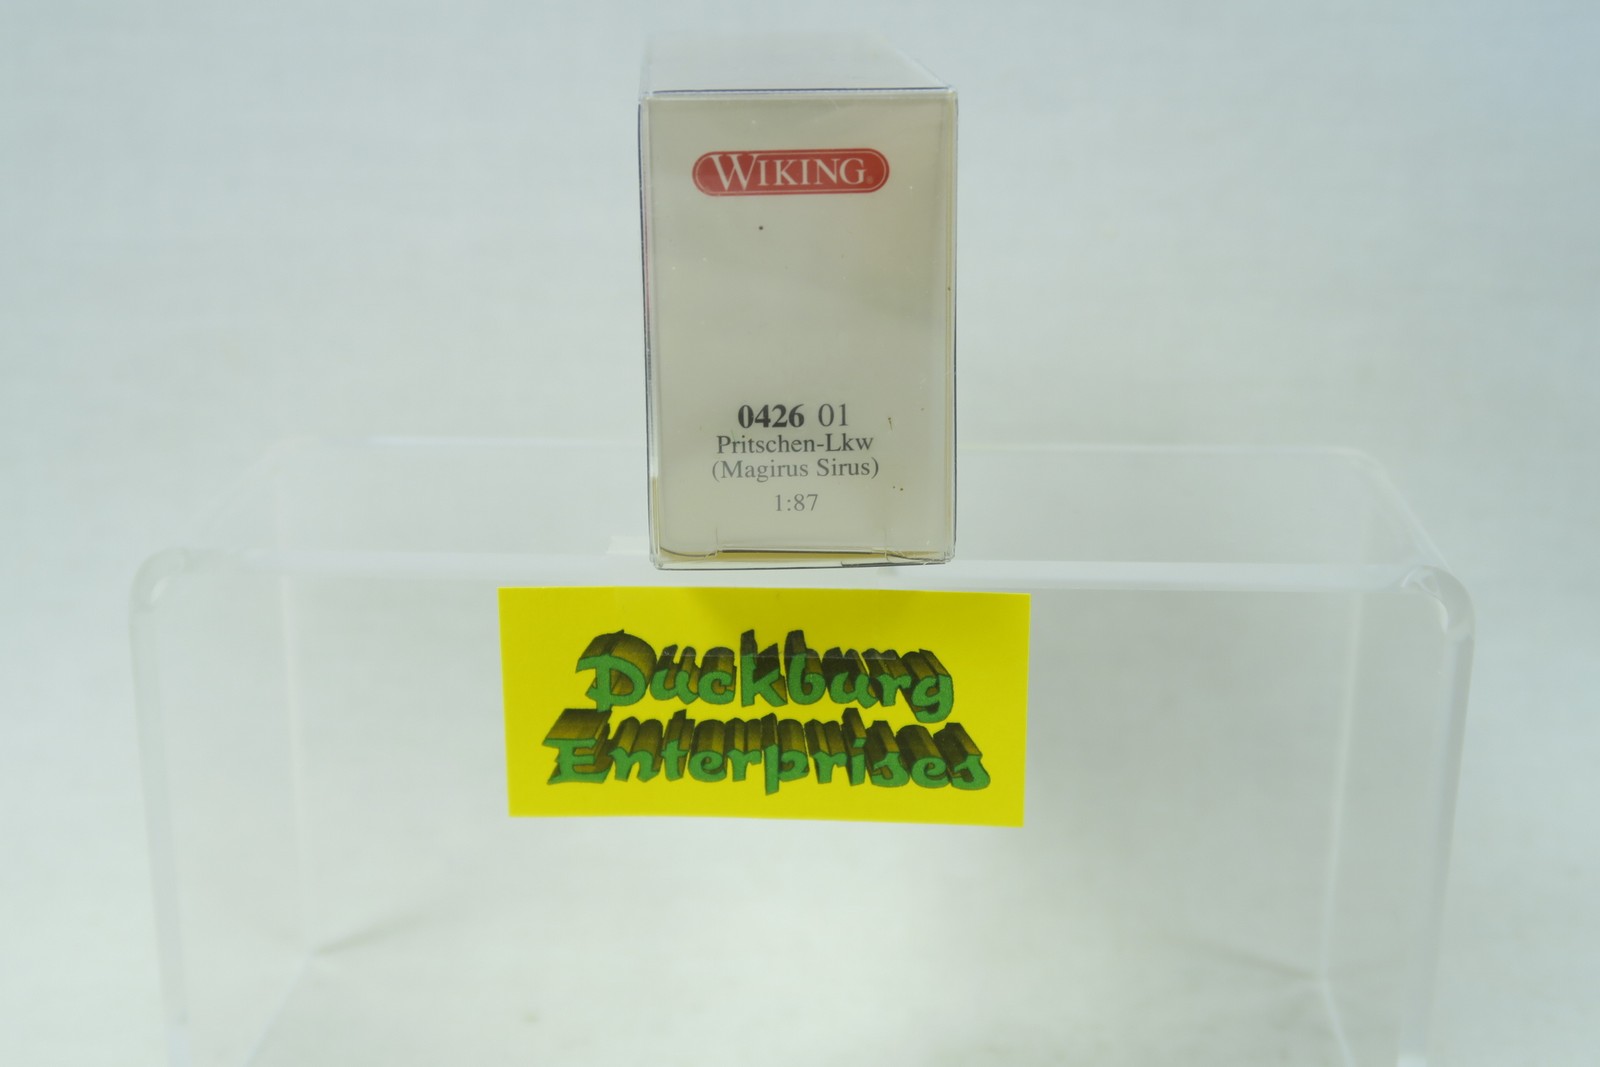 WIKING®
0426 01
Pritschen-Lkw
(Magirus Sirus)
1:87
Duckburg
Enterprises